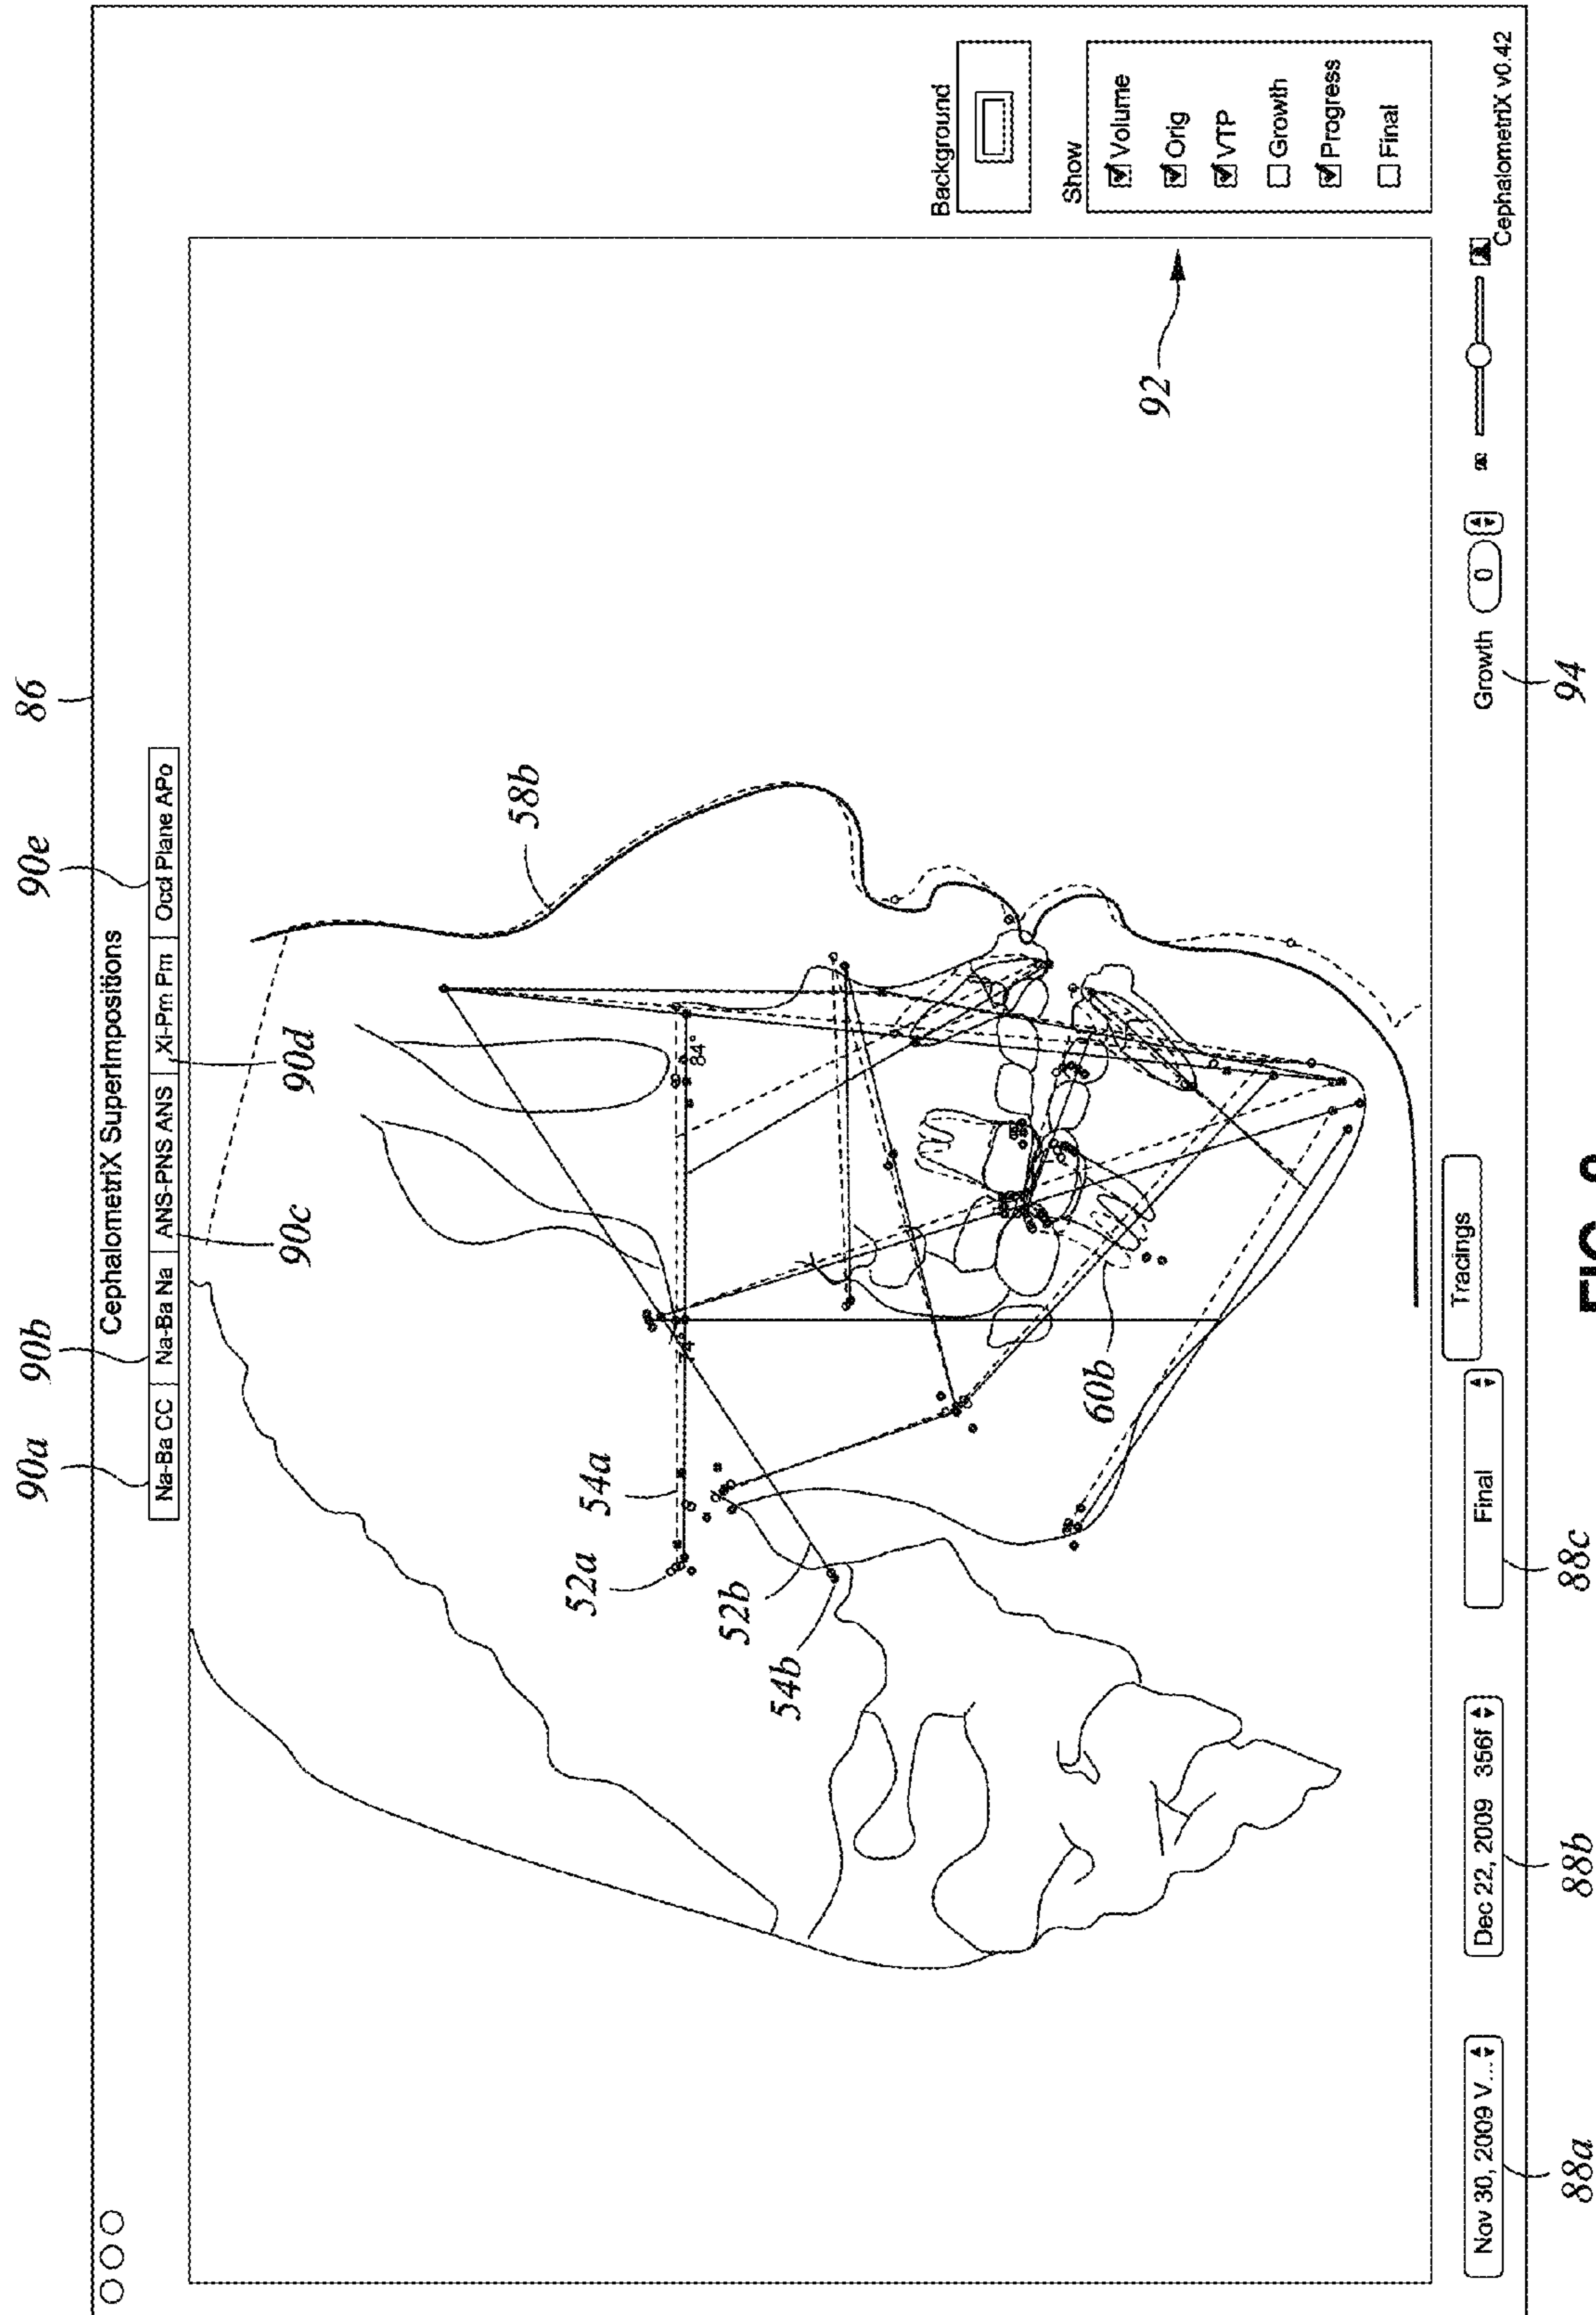 86
90a
90b
90c
90d
90e
CephalometriX Superimpositions
Na-Ba CC
Na-Ba Na
ANS-PNS ANS
Xi-Pm Pm
Occl Plane APo
58b
54a
52a
52b
54b
60b
84°
92
Background
Show
Volume
Orig
VTP
Growth
Progress
Final
Nov 30, 2009 V...
Dec 22, 2009 356f
Final
Tracings
Growth
0
CephalometriX v0.42
88a
88b
88c
94